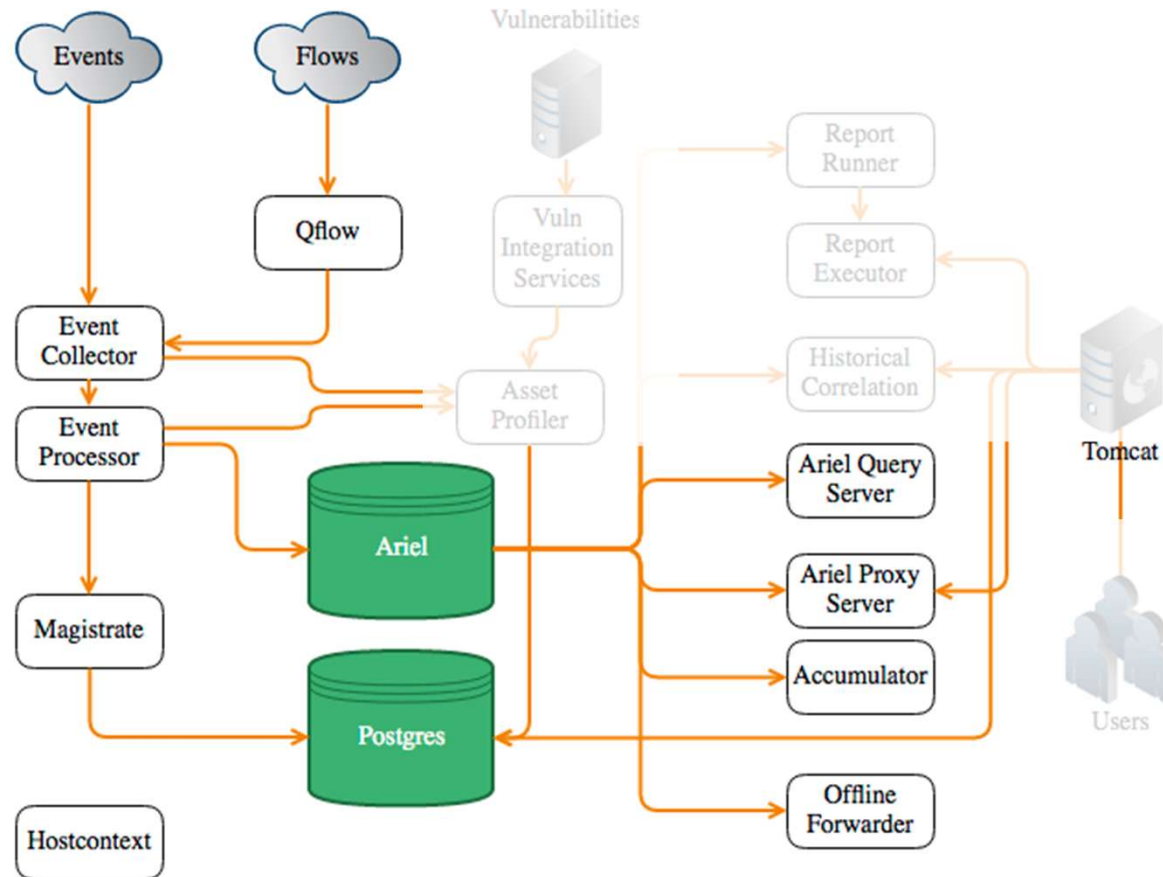 Vulnerabilities
Events
Flows
Report
Runner
Qflow
Vuln
Integration
Services
Report
Executor
Event
Collector
Historical
Correlation
Asset
Profiler
Event
Processor
Tomcat
Ariel Query
Server
Ariel
Ariel Proxy
Server
Magistrate
Accumulator
Postgres
Users
Offline
Forwarder
Hostcontext